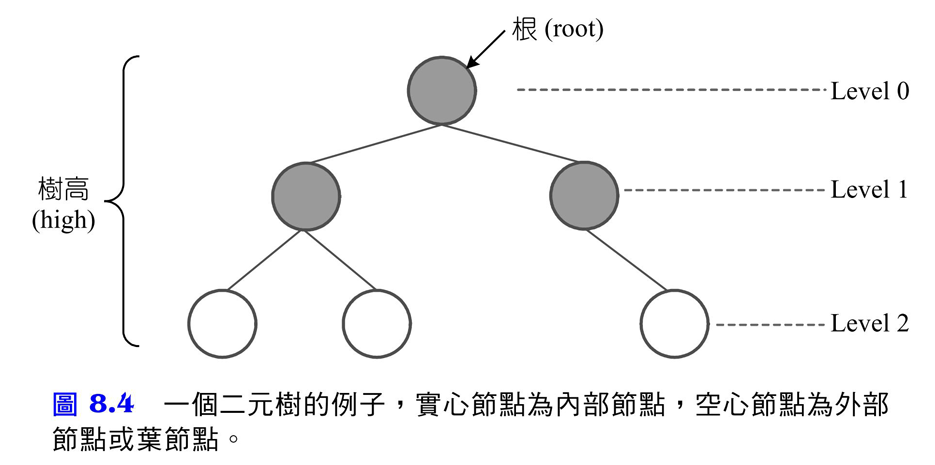 根 (root)
Level 0
樹高
(high)
Level 1
Level 2
圖 8.4 一個二元樹的例子，實心節點為內部節點，空心節點為外部
節點或葉節點。